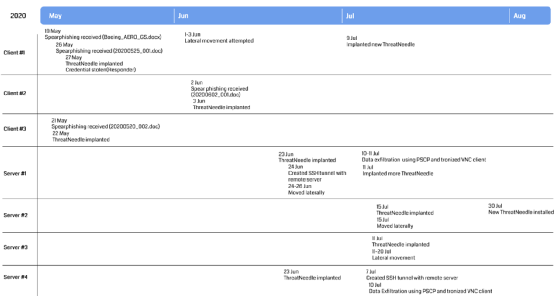 2020 May Jun Jul Aug
Client #1
19 May
Spearphishing received (Boeing_AERO_GS.docx)
26 May
Spearphishing received (20200525_001.doc)
27 May
ThreatNeedle implanted
Credential stolen (Responder)
1-3 Jun
Lateral movement attempted
9 Jul
Implanted new ThreatNeedle
Client #2
2 Jun
Spearphishing received
(20200602_001.doc)
3 Jun
ThreatNeedle implanted
Client #3
21 May
Spearphishing received (20200520_002.doc)
22 May
ThreatNeedle implanted
Server #1
23 Jun
ThreatNeedle implanted
24 Jun
Created SSH tunnel with
remote server
24-26 Jun
Moved laterally
10-11 Jul
Data exfiltration using PSCP and tronized VNC client
11 Jul
Implanted more ThreatNeedle
Server #2
15 Jul
ThreatNeedle implanted
15 Jul
Moved laterally
30 Jul
New ThreatNeedle installed
Server #3
11 Jul
ThreatNeedle implanted
11-29 Jul
Lateral movement
Server #4
23 Jun
ThreatNeedle implanted
7 Jul
Created SSH tunnel with remote server
10 Jul
Data Exfiltration using PSCP and tronized VNC client